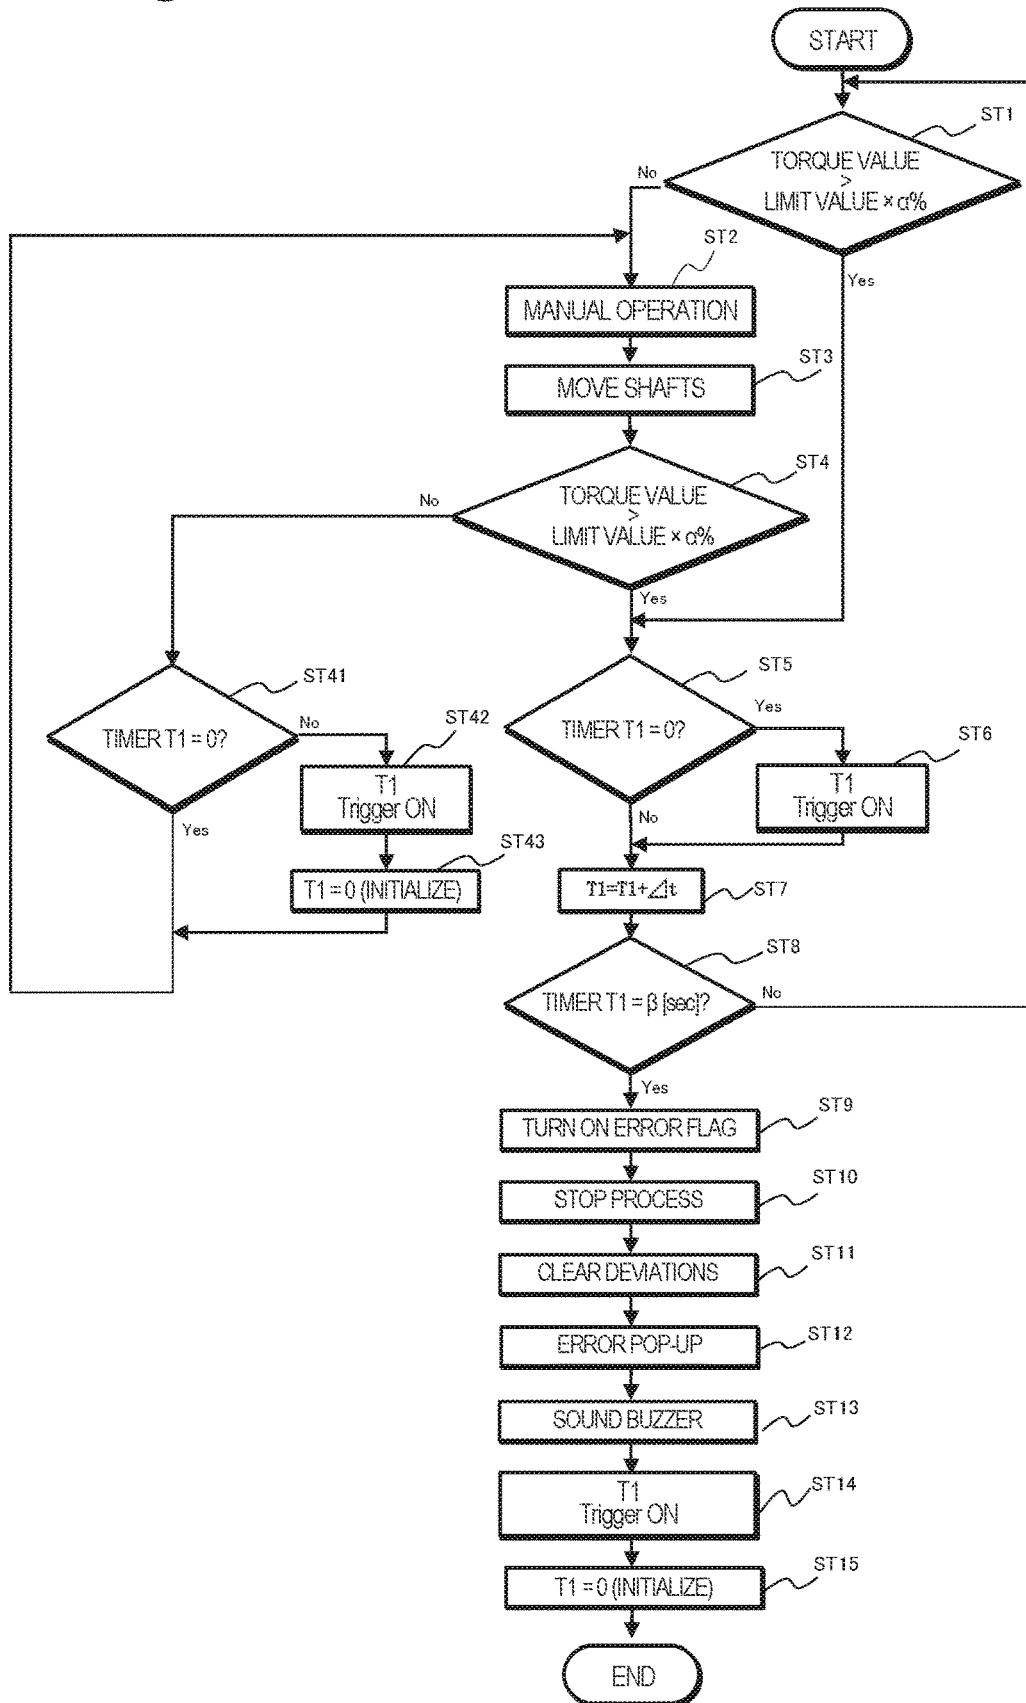 START
ST1
TORQUE VALUE
>
LIMIT VALUE × α%
No
Yes
ST2
MANUAL OPERATION
ST3
MOVE SHAFTS
ST4
TORQUE VALUE
>
LIMIT VALUE × α%
No
Yes
ST41
TIMER T1 = 0?
No
Yes
ST42
T1
Trigger ON
ST43
T1 = 0 (INITIALIZE)
ST5
TIMER T1 = 0?
Yes
No
ST6
T1
Trigger ON
T1=T1+⊿t
ST7
ST8
TIMER T1 = β [sec]?
No
Yes
ST9
TURN ON ERROR FLAG
ST10
STOP PROCESS
ST11
CLEAR DEVIATIONS
ST12
ERROR POP-UP
ST13
SOUND BUZZER
ST14
T1
Trigger ON
ST15
T1 = 0 (INITIALIZE)
END